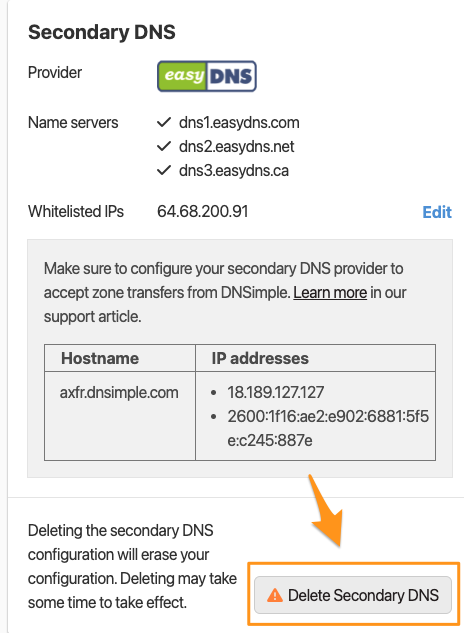 Secondary DNS
Provider
easyDNS
Name servers
dns1.easydns.com
dns2.easydns.net
dns3.easydns.ca
Whitelisted IPs 64.68.200.91 Edit
Make sure to configure your secondary DNS provider to
accept zone transfers from DNSimple. Learn more in our
support article.
Hostname IP addresses
axfr.dnsimple.com
• 18.189.127.127
• 2600:1f16:ae2:e902:6881:5f5
e:c245:887e
Deleting the secondary DNS
configuration will erase your
configuration. Deleting may take
some time to take effect.
Delete Secondary DNS